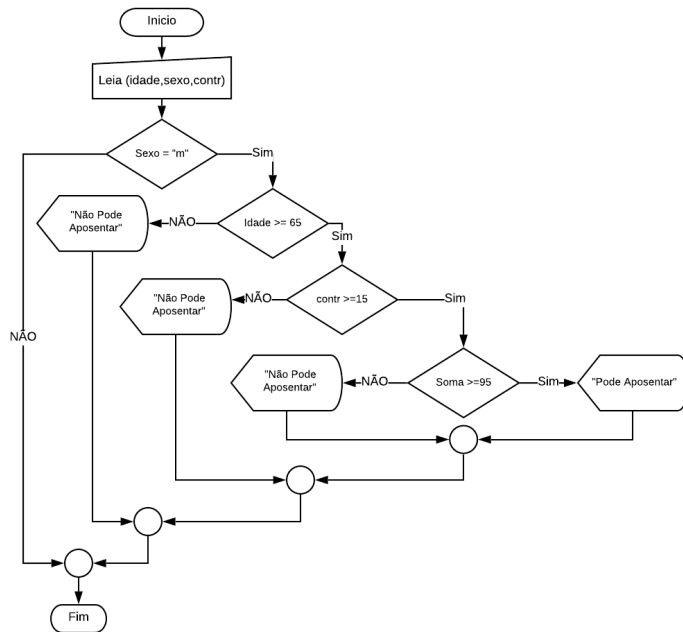 Inicio
Leia (idade,sexo,contr)
Sexo = "m"
Sim
"Não Pode
Aposentar"
NÃO
Idade >= 65
Sim
"Não Pode
Aposentar"
NÃO
contr >=15
Sim
NÃO
"Não Pode
Aposentar"
NÃO
Soma >=95
Sim
"Pode Aposentar"
Fim